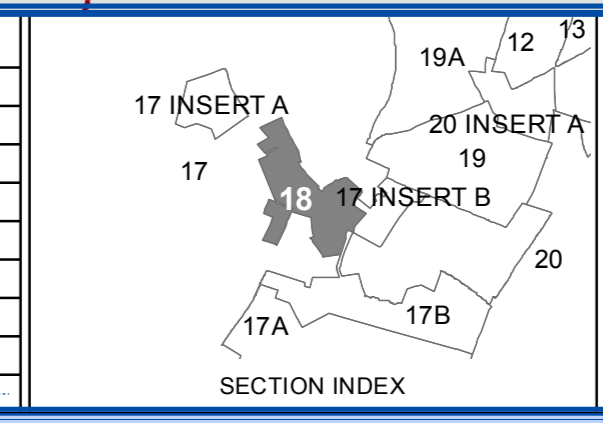 13
12
19A
17 INSERT A
20 INSERT A
19
17
18
17 INSERT B
20
17B
17A
SECTION INDEX